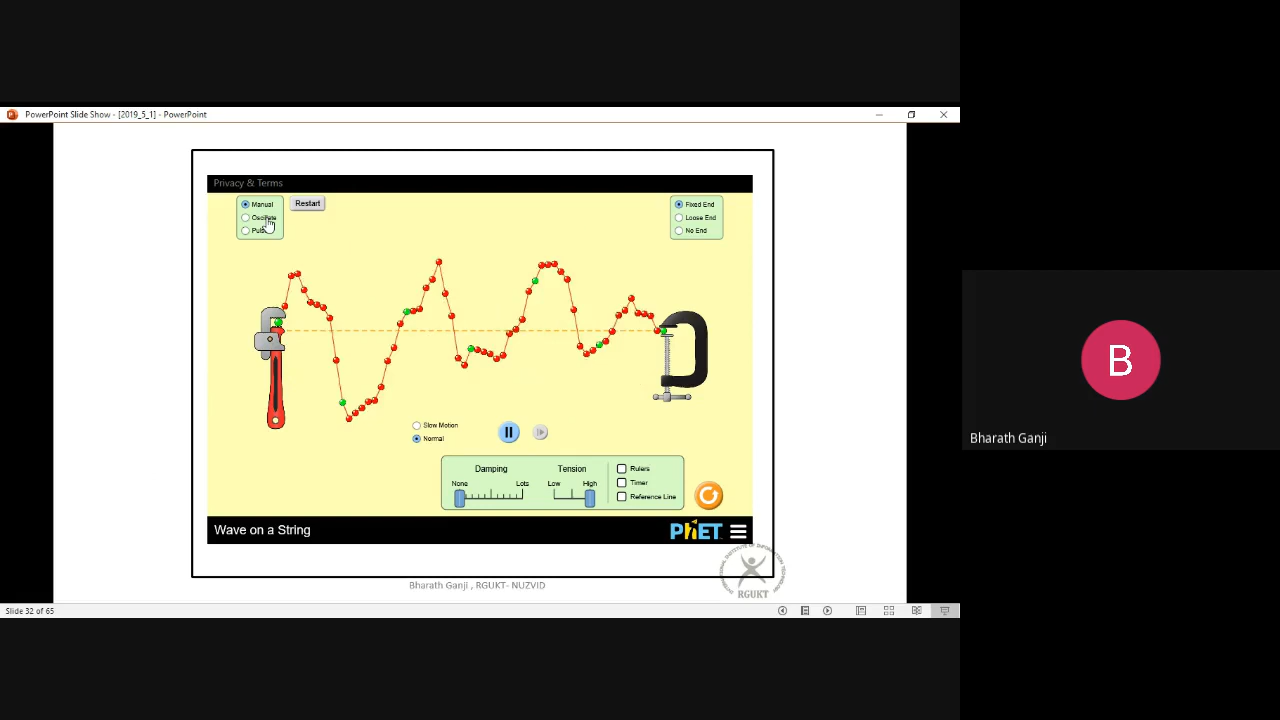 PowerPoint Slide Show - [2019_5_1] - PowerPoint
Privacy & Terms
Manual
Restart
Oscillate
Fixed End
Loose End
No End
B
Bharath Ganji
Slow Motion
Normal
Damping
Tension
None
Lots
Low
High
Rulers
Timer
Reference Line
Wave on a String
PhET
RGUKT
Bharath Ganji , RGUKT- NUZVID
Slide 32 of 65